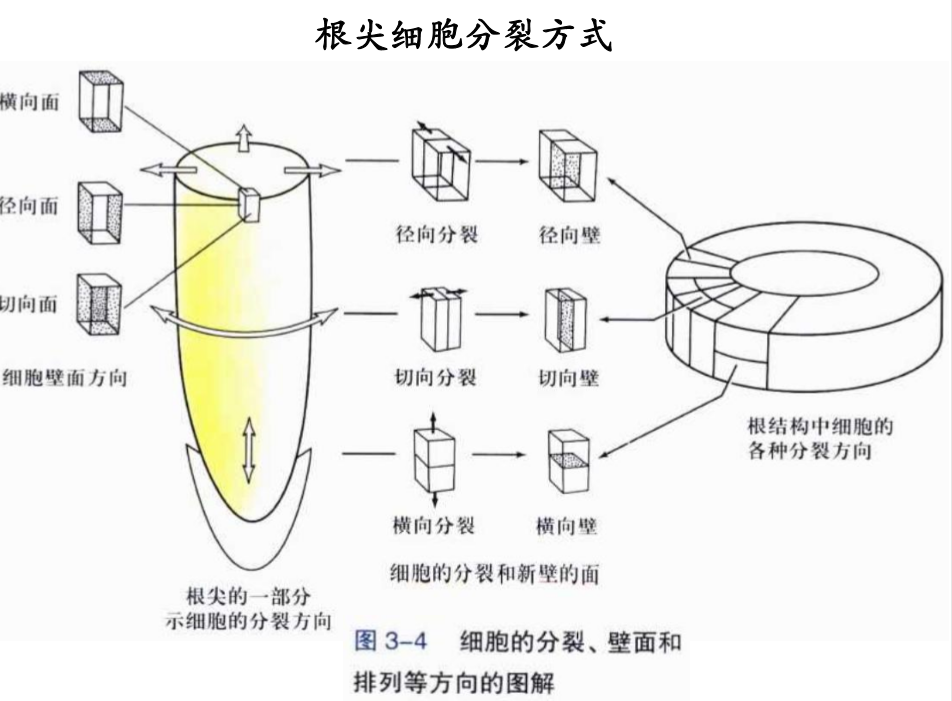 根尖细胞分裂方式
横向面
径向面
切向面
细胞壁面方向
径向分裂
径向壁
切向分裂
切向壁
横向分裂
横向壁
细胞的分裂和新壁的面
根结构中细胞的
各种分裂方向
根尖的一部分
示细胞的分裂方向
图 3-4 细胞的分裂、壁面和
排列等方向的图解